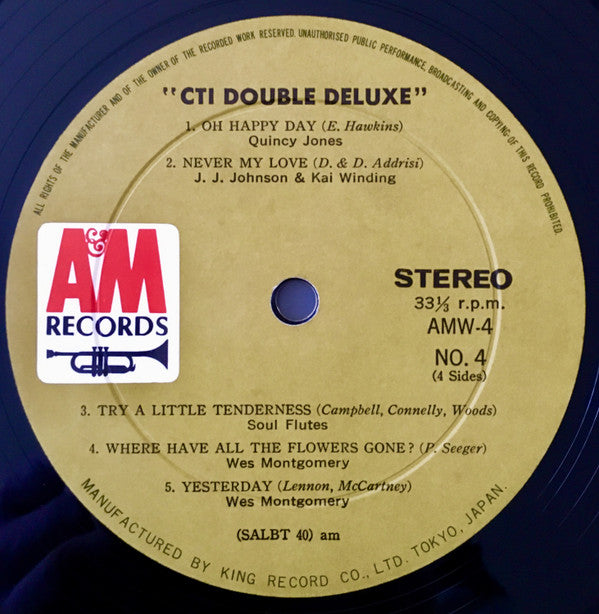 ALL RIGHTS OF THE MANUFACTURER AND OF THE OWNER OF THE RECORDED WORK RESERVED. UNAUTHORISED PUBLIC PERFORMANCE, BROADCASTING AND COPYING OF THIS RECORD PROHIBITED.
"CTI DOUBLE DELUXE"
1. OH HAPPY DAY (E. Hawkins)
Quincy Jones
2. NEVER MY LOVE (D. & D. Addrisi)
J. J. Johnson & Kai Winding
A&M
RECORDS
STEREO
33⅓ r.p.m.
AMW-4
NO. 4
(4 Sides)
3. TRY A LITTLE TENDERNESS (Campbell, Connelly, Woods)
Soul Flutes
4. WHERE HAVE ALL THE FLOWERS GONE? (P. Seeger)
Wes Montgomery
5. YESTERDAY (Lennon, McCartney)
Wes Montgomery
(SALBT 40) am
MANUFACTURED BY KING RECORD CO., LTD. TOKYO, JAPAN.